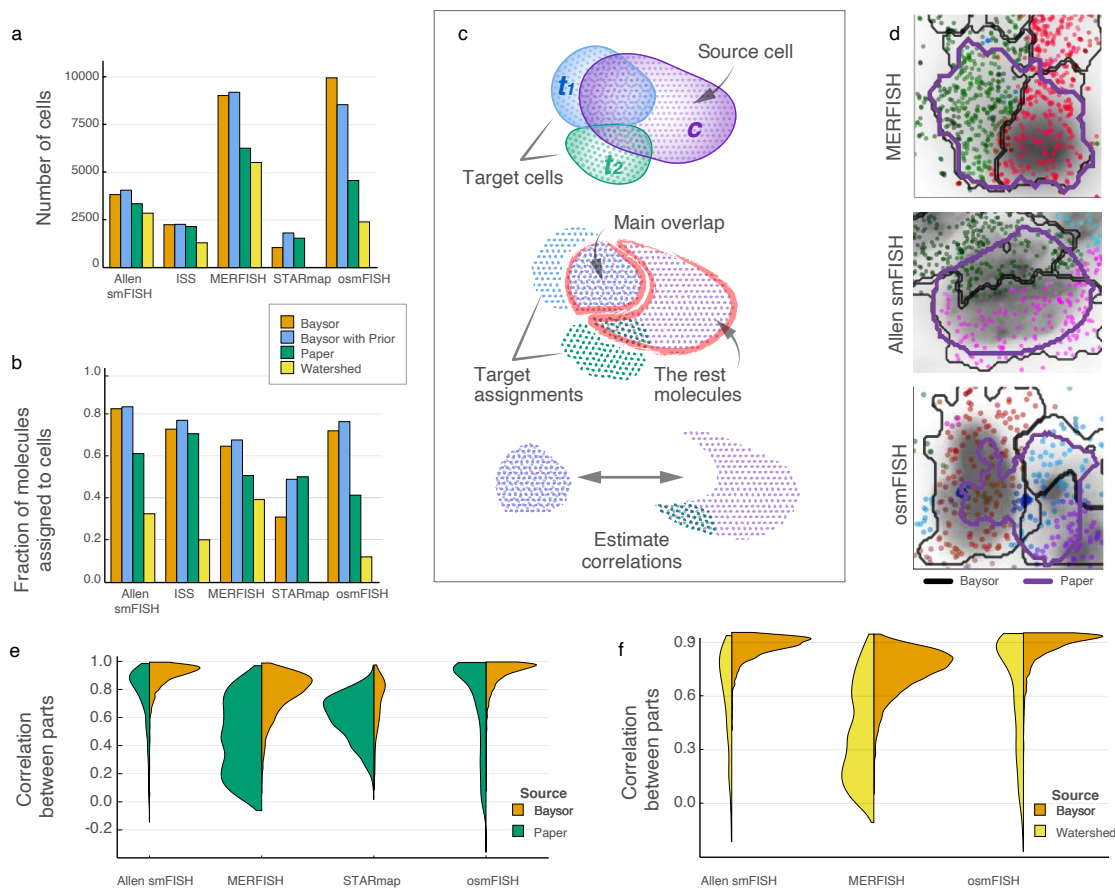 a
Number of cells
10000
7500
5000
2500
0
Allen
smFISH
ISS
MERFISH
STARmap
osmFISH
Baysor
Baysor with Prior
Paper
Watershed
b
Fraction of molecules
assigned to cells
1.0
0.8
0.6
0.4
0.2
0.0
Allen
smFISH
ISS
MERFISH
STARmap
osmFISH
c
Source cell
t1
c
t2
Target cells
Main overlap
Target
assignments
The rest
molecules
Estimate
correlations
d
MERFISH
Allen smFISH
osmFISH
Baysor
Paper
e
Correlation
between parts
1.0
0.8
0.6
0.4
0.2
0.0
-0.2
Source
Baysor
Paper
Allen smFISH
MERFISH
STARmap
osmFISH
f
Correlation
between parts
0.9
0.6
0.3
0.0
Source
Baysor
Watershed
Allen smFISH
MERFISH
osmFISH